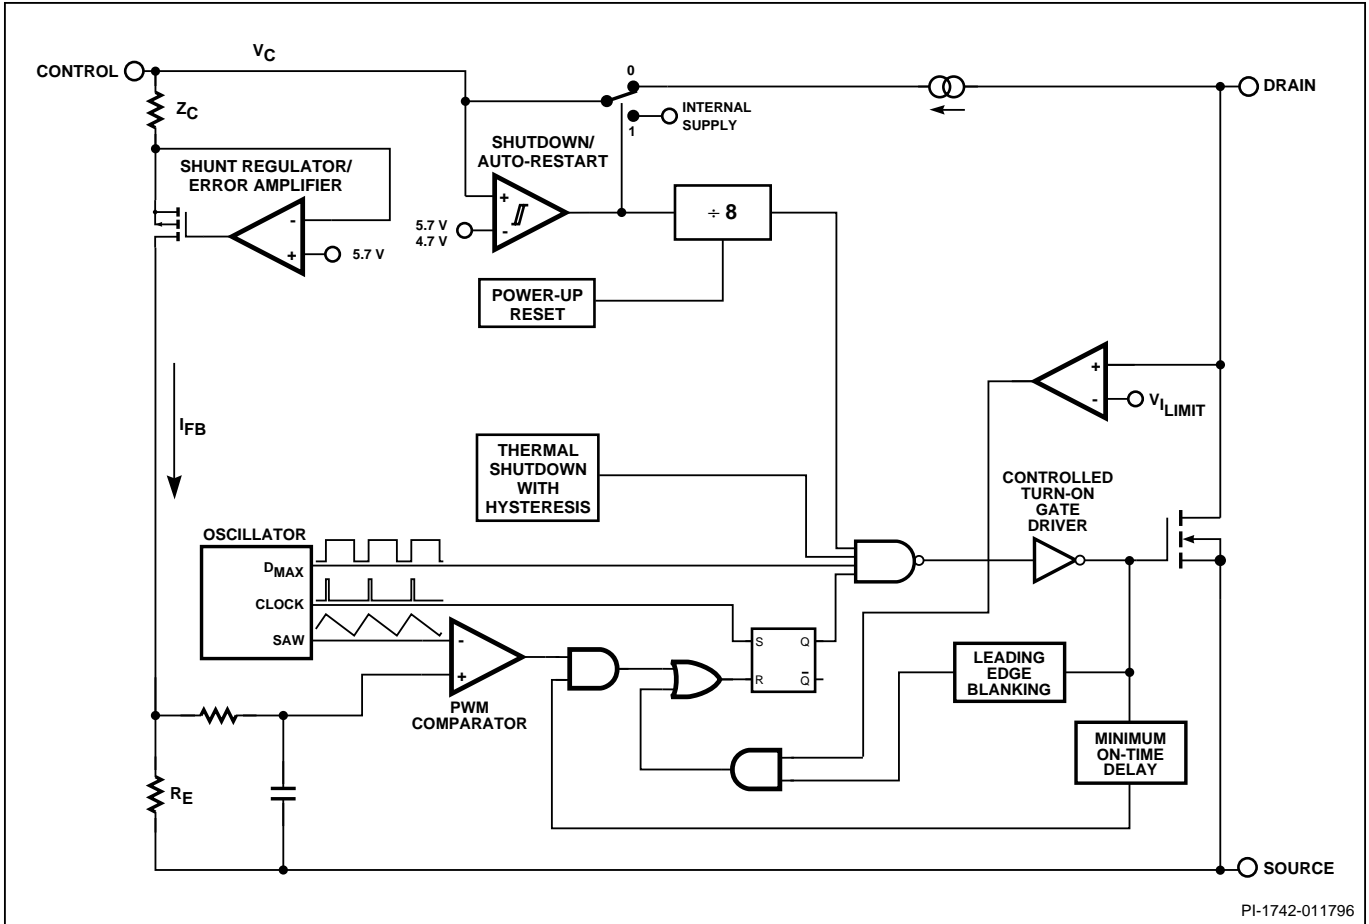 V_C
CONTROL
Z_C
0
1
INTERNAL
SUPPLY
DRAIN
SHUNT REGULATOR/
ERROR AMPLIFIER
-
+
5.7 V
SHUTDOWN/
AUTO-RESTART
+
-
5.7 V
4.7 V
÷ 8
POWER-UP
RESET
+
-
V_I_LIMIT
I_FB
THERMAL
SHUTDOWN
WITH
HYSTERESIS
CONTROLLED
TURN-ON
GATE
DRIVER
OSCILLATOR
D_MAX
CLOCK
SAW
-
+
PWM
COMPARATOR
S
Q
R
Q̅
LEADING
EDGE
BLANKING
MINIMUM
ON-TIME
DELAY
R_E
SOURCE
PI-1742-011796